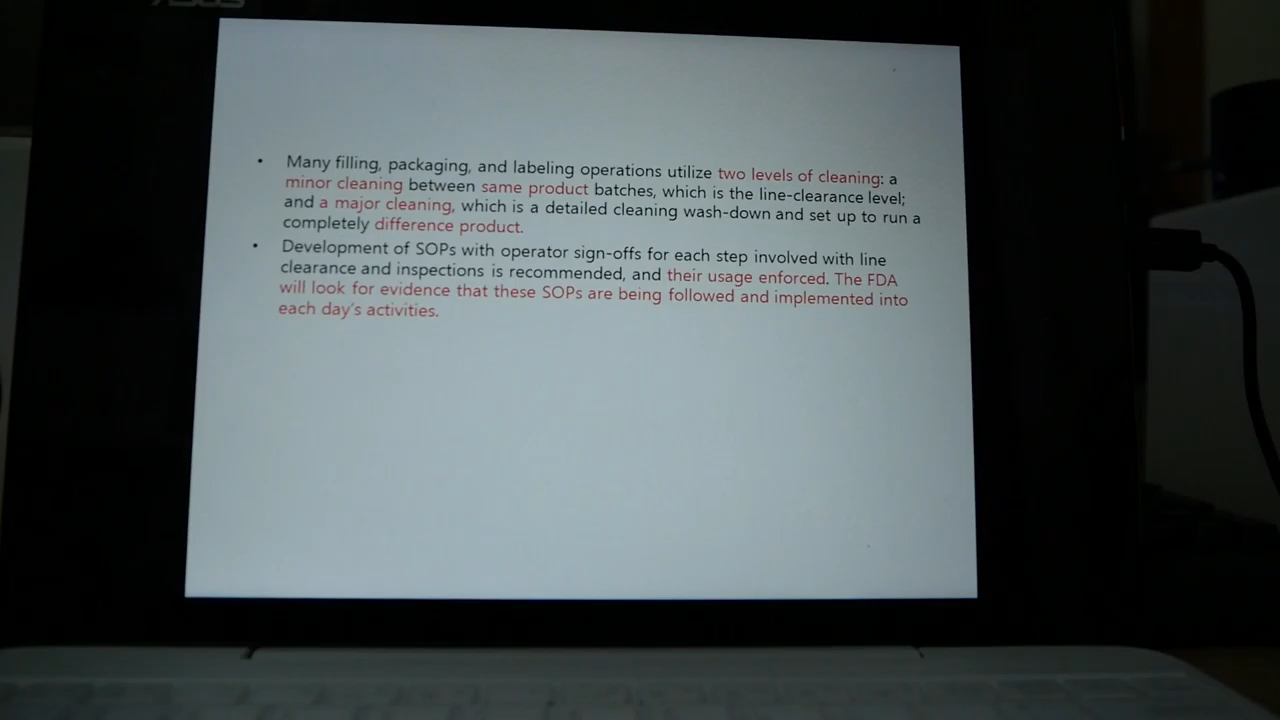 • Many filling, packaging, and labeling operations utilize two levels of cleaning: a
minor cleaning between same product batches, which is the line-clearance level;
and a major cleaning, which is a detailed cleaning wash-down and set up to run a
completely difference product.
• Development of SOPs with operator sign-offs for each step involved with line
clearance and inspections is recommended, and their usage enforced. The FDA
will look for evidence that these SOPs are being followed and implemented into
each day's activities.